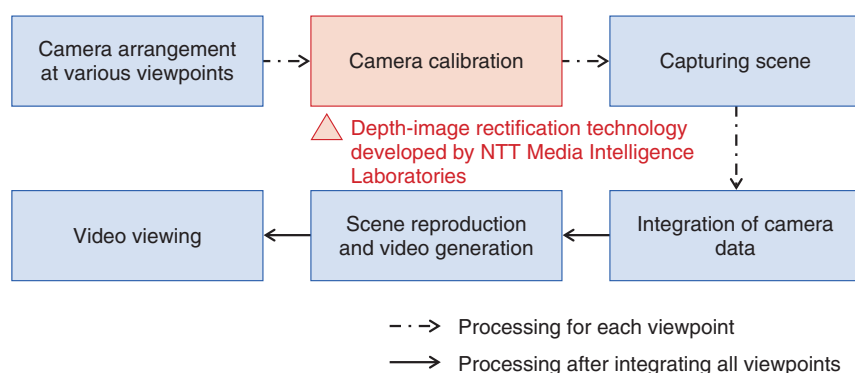 Camera arrangement
at various viewpoints
Camera calibration
Capturing scene
Depth-image rectification technology
developed by NTT Media Intelligence
Laboratories
Video viewing
Scene reproduction
and video generation
Integration of camera
data
Processing for each viewpoint
Processing after integrating all viewpoints